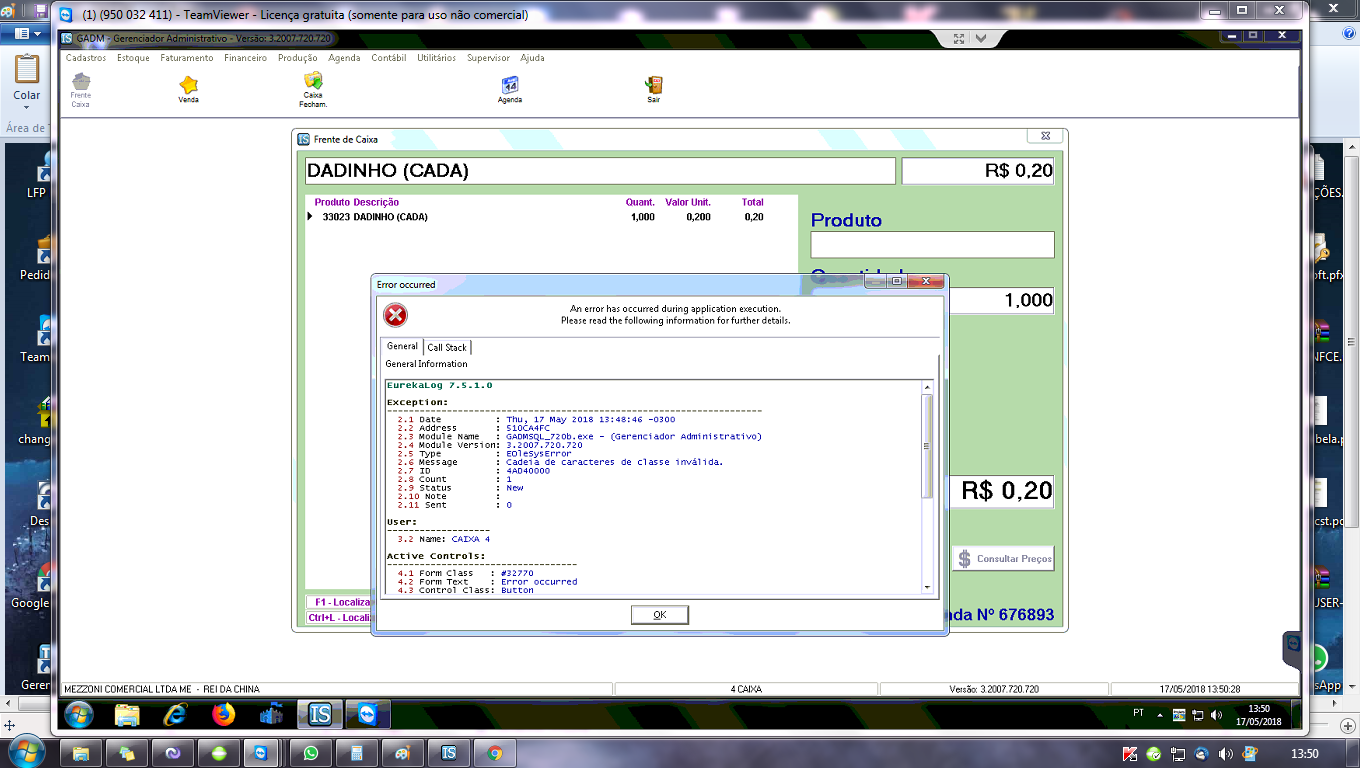 (1) (950 032 411) - TeamViewer - Licença gratuita (somente para uso não comercial)
GADM - Gerenciador Administrativo - Versão: 3.2007.720.720
Cadastros Estoque Faturamento Financeiro Produção Agenda Contábil Utilitários Supervisor Ajuda
Colar
Frente Caixa
Venda
Caixa Fecham.
Agenda
Sair
Área de
IS Frente de Caixa
DADINHO (CADA) R$ 0,20
Produto Descrição Quant. Valor Unit. Total
33023 DADINHO (CADA) 1,000 0,200 0,20
Produto
1,000
Error occurred
An error has occurred during application execution.
Please read the following information for further details.
General Call Stack
General Information
EurekaLog 7.5.1.0
Exception:
2.1 Date : Thu, 17 May 2018 13:48:46 -0300
2.2 Address : 510CA4FC
2.3 Module Name : GADMSQL_720b.exe - (Gerenciador Administrativo)
2.4 Module Version: 3.2007.720.720
2.5 Type : EOleSysError
2.6 Message : Cadeia de caracteres de classe inválida.
2.7 ID : 4AD40000
2.8 Count : 1
2.9 Status : New
2.10 Note :
2.11 Sent : 0
User:
3.2 Name: CAIXA 4
Active Controls:
4.1 Form Class : #32770
4.2 Form Text : Error occurred
4.3 Control Class: Button
OK
R$ 0,20
Consultar Preços
F1 - Localiza
Ctrl+L - Locali
nda Nº 676893
LFP
Pedid
Team
chang
Des
Google
Geren
ÇÕES.
oft.pfx
NFCE.
bela.p
cst.pc
USER-
sApp
MEZZONI COMERCIAL LTDA ME - REI DA CHINA 4 CAIXA Versão: 3.2007.720.720 17/05/2018 13:50:28
IS
PT
13:50
17/05/2018
IS
13:50